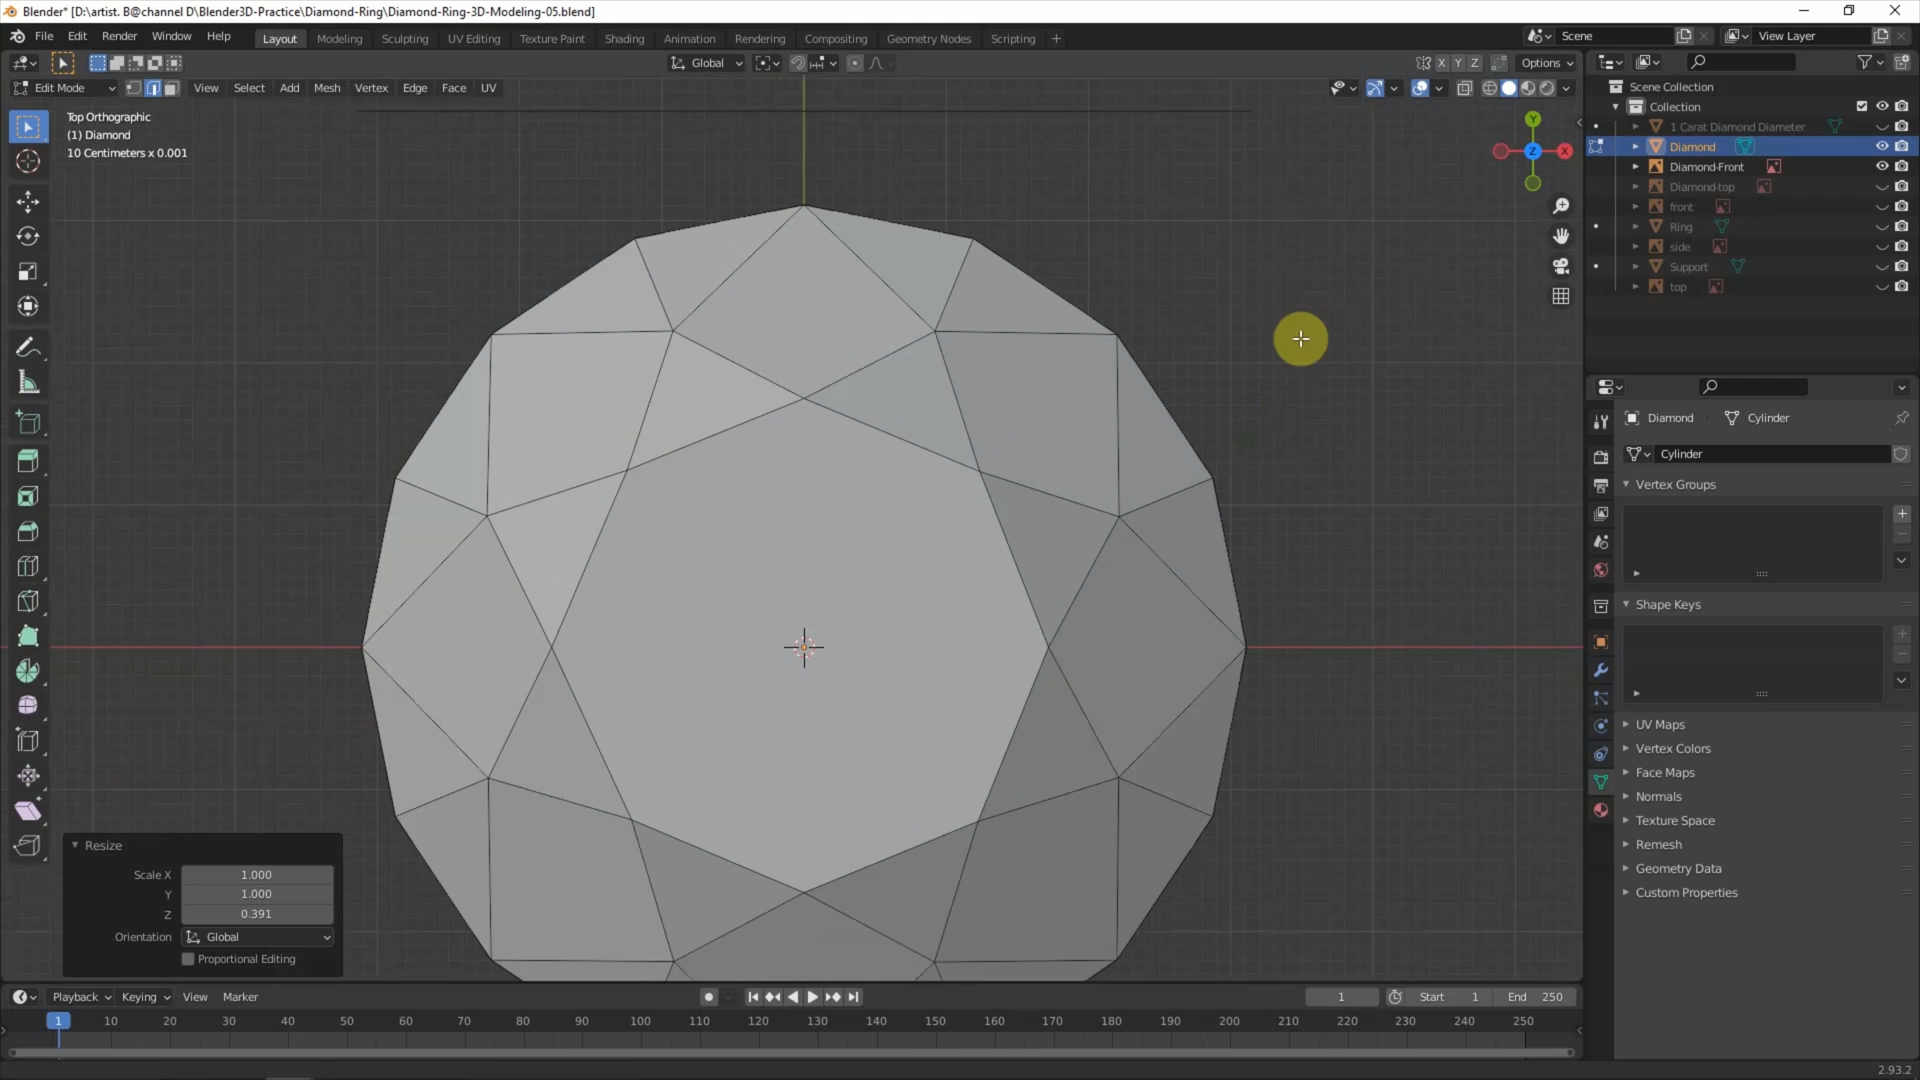 Blender* [D:\artist. B@channel D\Blender3D-Practice\Diamond-Ring\Diamond-Ring-3D-Modeling-05.blend]
File Edit Render Window Help Layout Modeling Sculpting UV Editing Texture Paint Shading Animation Rendering Compositing Geometry Nodes Scripting + Scene View Layer
Global X Y Z Options
Edit Mode View Select Add Mesh Vertex Edge Face UV
Scene Collection
Collection
1 Carat Diamond Diameter
Diamond
Diamond-Front
Diamond-top
front
Ring
side
Support
top
Top Orthographic
(1) Diamond
10 Centimeters x 0.001
Y
Z X
Diamond Cylinder
Cylinder
Vertex Groups
Shape Keys
UV Maps
Vertex Colors
Face Maps
Normals
Texture Space
Remesh
Geometry Data
Custom Properties
Resize
Scale X 1.000
Y 1.000
Z 0.391
Orientation Global
Proportional Editing
Playback Keying View Marker 1 Start 1 End 250
1 10 20 30 40 50 60 70 80 90 100 110 120 130 140 150 160 170 180 190 200 210 220 230 240 250
2.93.2